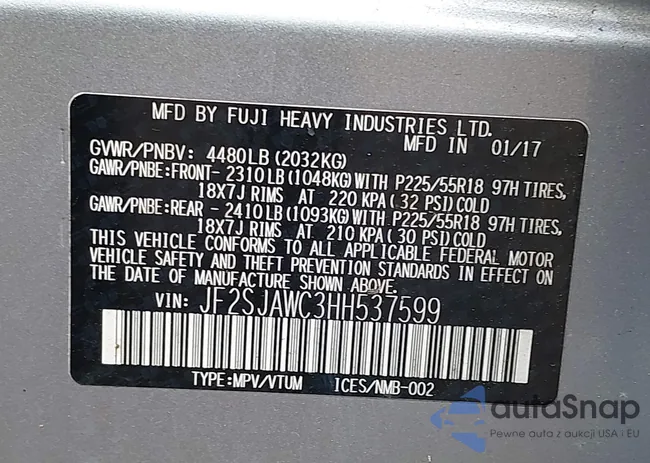 MFD BY FUJI HEAVY INDUSTRIES LTD.
MFD IN 01/17
GVWR/PNBV: 4480LB (2032KG)
GAWR/PNBE:FRONT- 2310LB(1048KG)WITH P225/55R18 97H TIRES,
18X7J RIMS AT 220 KPA( 32 PSI)COLD
GAWR/PNBE:REAR - 2410LB(1093KG)WITH P225/55R18 97H TIRES,
18X7J RIMS AT 210 KPA( 30 PSI)COLD
THIS VEHICLE CONFORMS TO ALL APPLICABLE FEDERAL MOTOR
VEHICLE SAFETY AND THEFT PREVENTION STANDARDS IN EFFECT ON
THE DATE OF MANUFACTURE SHOWN ABOVE.
VIN: JF2SJAWC3HH537599
TYPE:MPV/VTUM ICES/NMB-002
autaSnap
Pewne auta z aukcji USA i EU